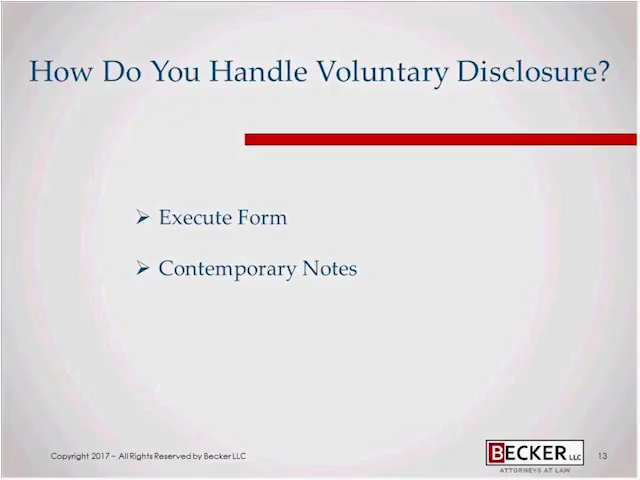 How Do You Handle Voluntary Disclosure?
Execute Form
Contemporary Notes
Copyright 2017 ~ All Rights Reserved by Becker LLC
BECKER LLC
ATTORNEYS AT LAW
13